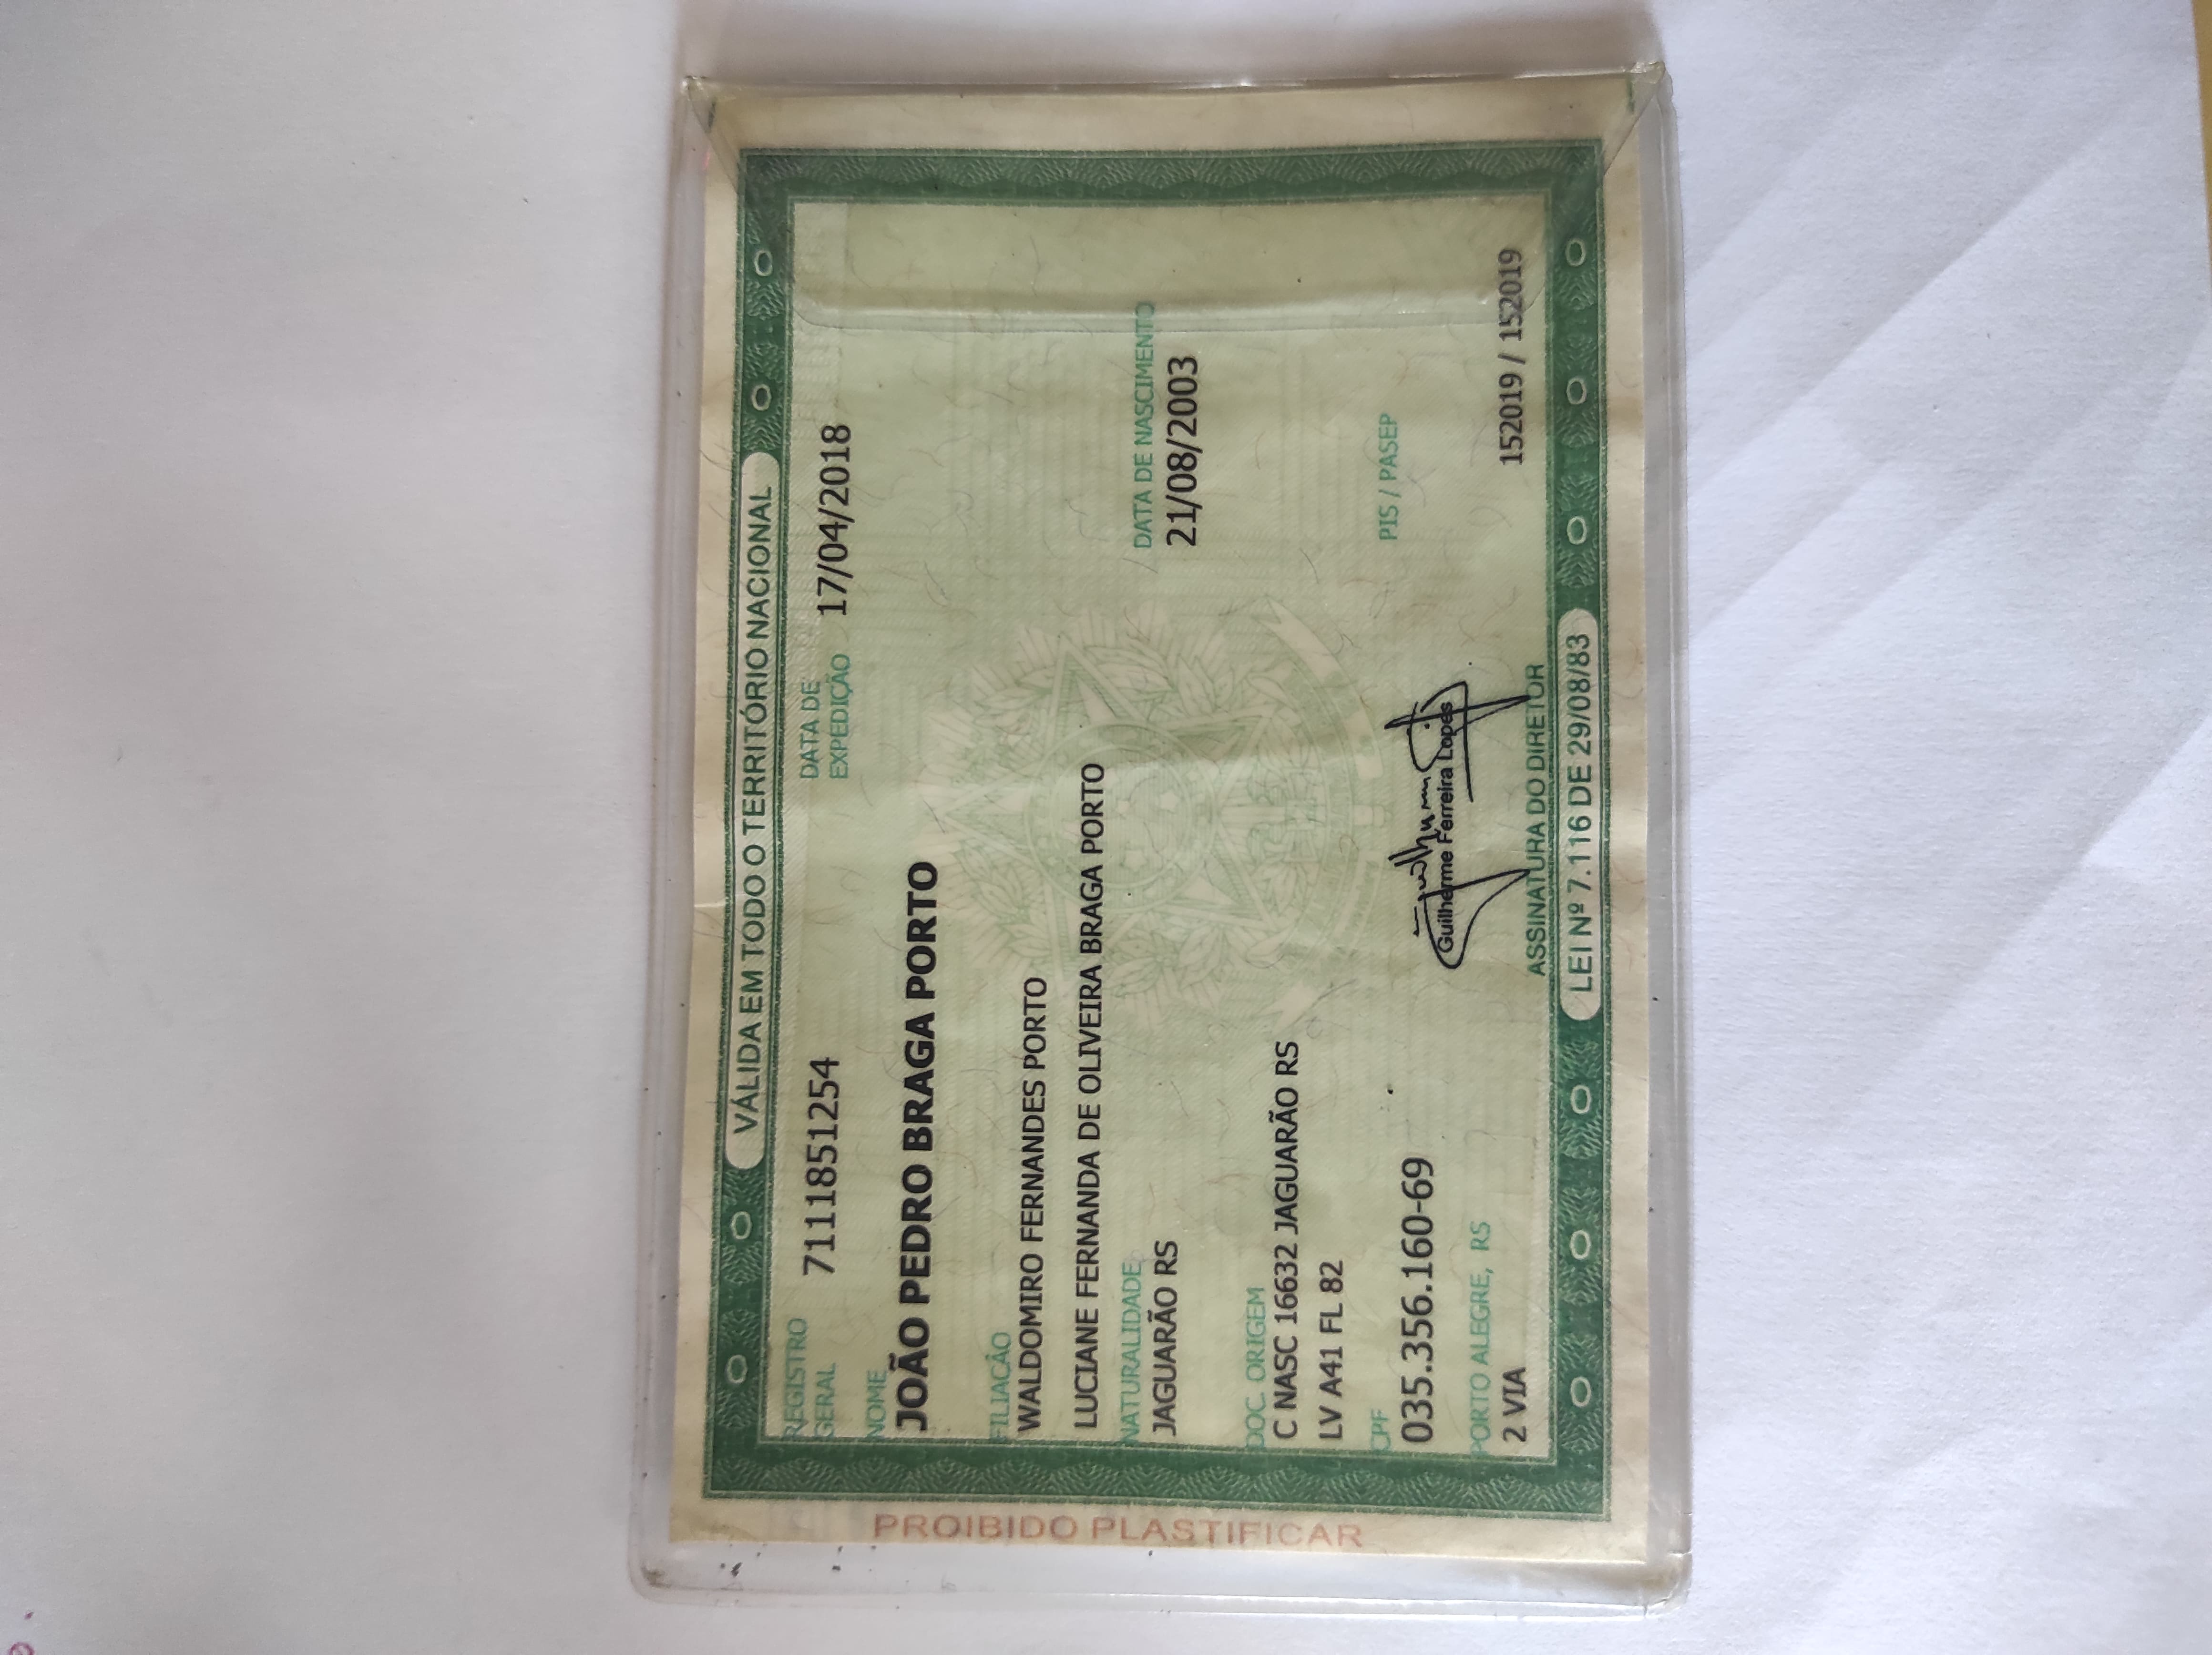 VÁLIDA EM TODO O TERRITÓRIO NACIONAL
REGISTRO GERAL 7111851254 DATA DE EXPEDIÇÃO 17/04/2018
NOME
JOÃO PEDRO BRAGA PORTO
FILIAÇÃO
WALDOMIRO FERNANDES PORTO
LUCIANE FERNANDA DE OLIVEIRA BRAGA PORTO
NATURALIDADE DATA DE NASCIMENTO
JAGUARÃO RS 21/08/2003
DOC. ORIGEM
C NASC 16632 JAGUARÃO RS
LV A41 FL 82
CPF PIS / PASEP
035.356.160-69
Guilherme Ferreira Lopes
PORTO ALEGRE, RS
2 VIA 152019 / 152019
ASSINATURA DO DIRETOR
LEI Nº 7.116 DE 29/08/83
PROIBIDO PLASTIFICAR